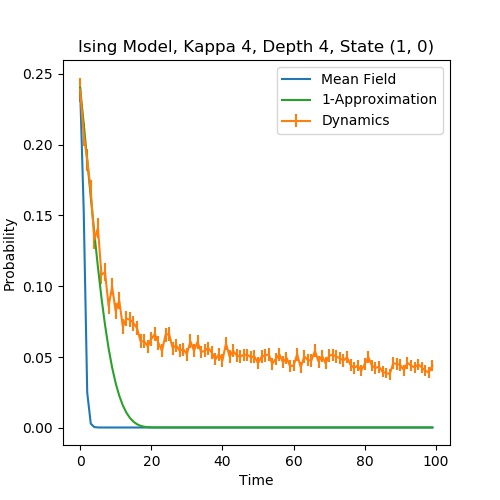 Ising Model, Kappa 4, Depth 4, State (1, 0)
Mean Field
1-Approximation
Dynamics
Probability
0.25
0.20
0.15
0.10
0.05
0.00
0 20 40 60 80 100
Time